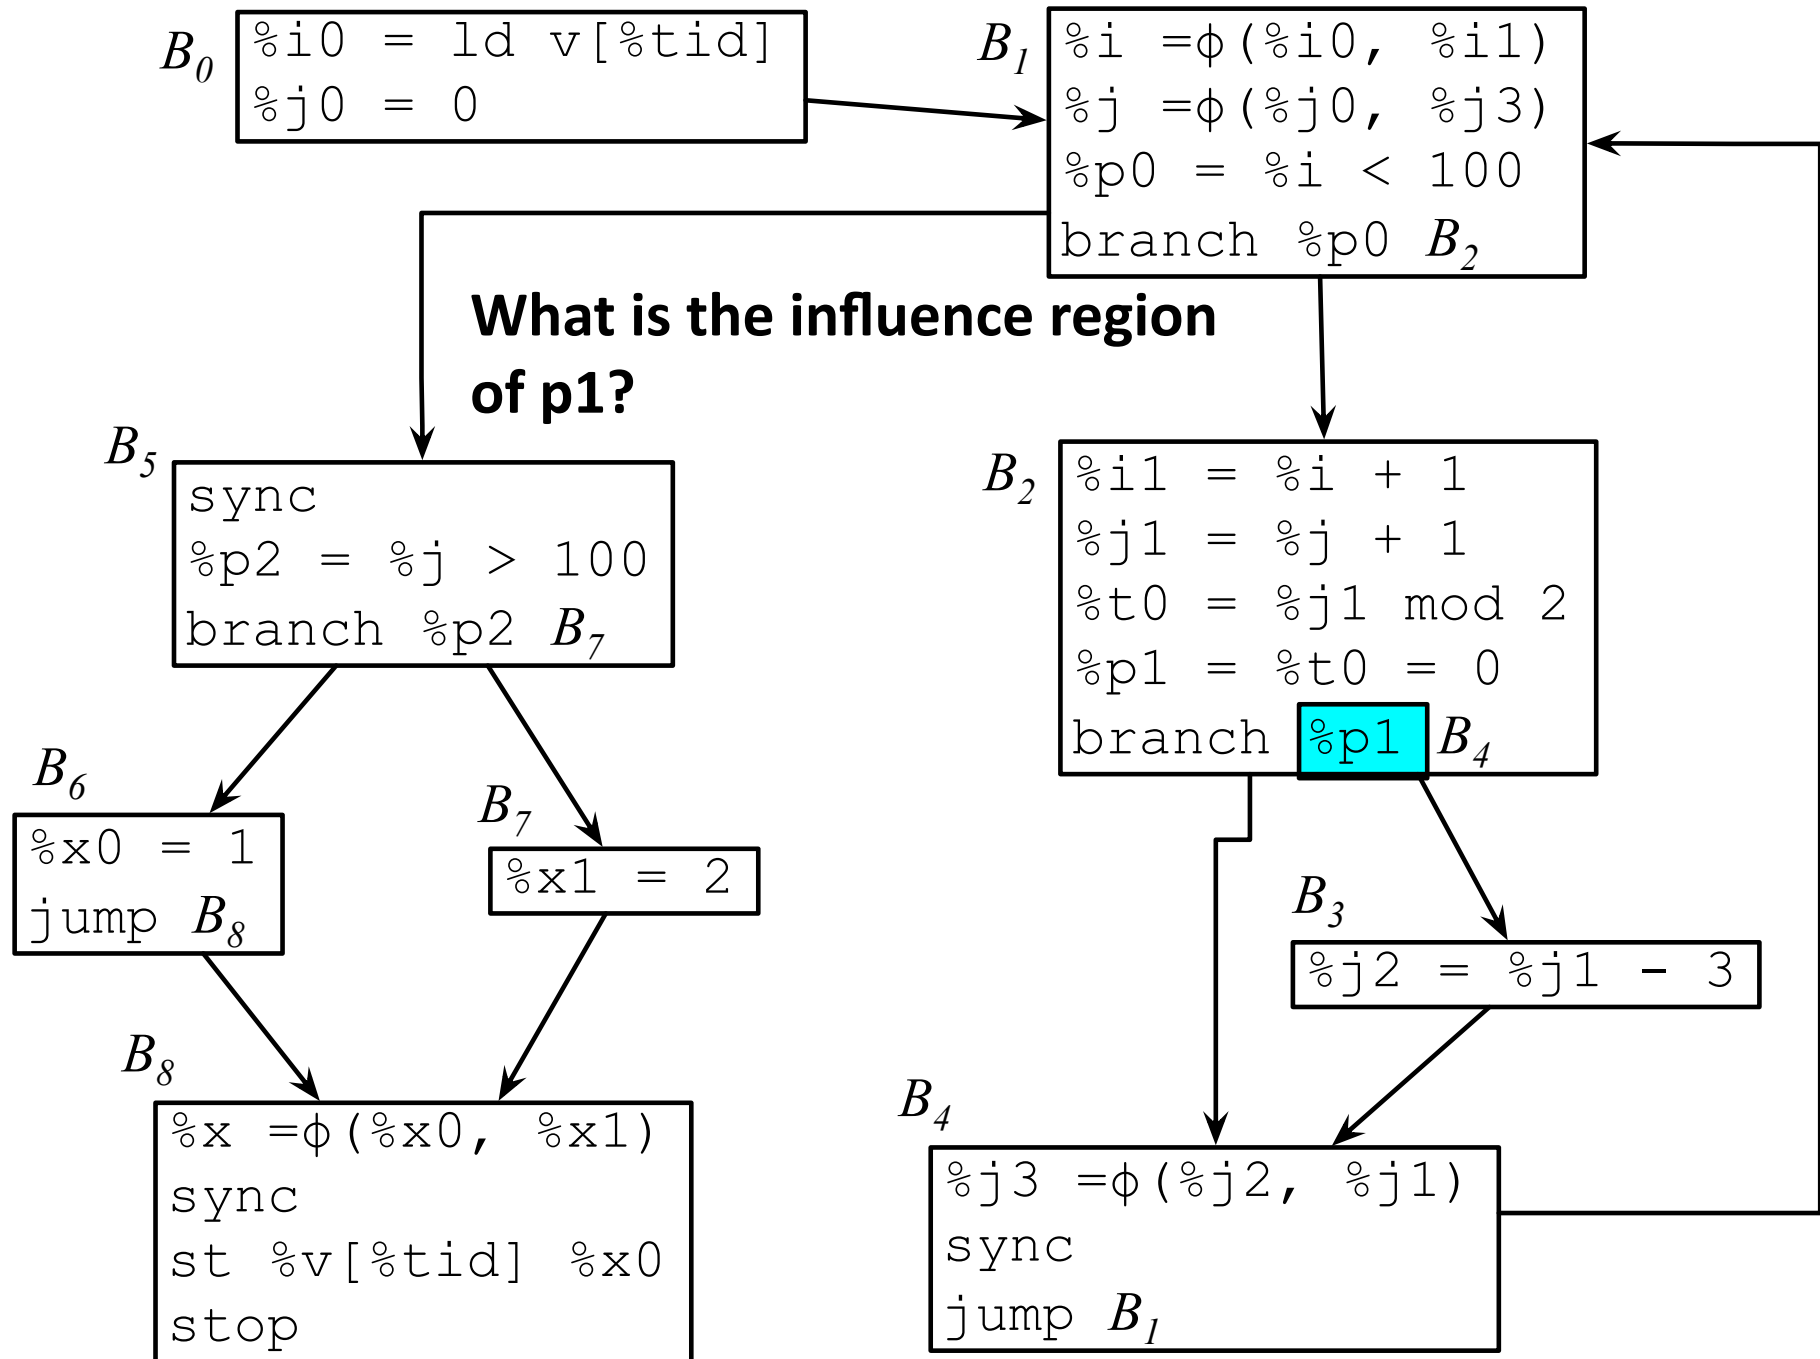 B0
%i0 = ld v[%tid]
%j0 = 0
B1
%i =ϕ(%i0, %i1)
%j =ϕ(%j0, %j3)
%p0 = %i < 100
branch %p0 B2
What is the influence region
of p1?
B5
sync
%p2 = %j > 100
branch %p2 B7
B2
%i1 = %i + 1
%j1 = %j + 1
%t0 = %j1 mod 2
%p1 = %t0 = 0
branch %p1 B4
B6
%x0 = 1
jump B8
B7
%x1 = 2
B3
%j2 = %j1 - 3
B8
%x =ϕ(%x0, %x1)
sync
st %v[%tid] %x0
stop
B4
%j3 =ϕ(%j2, %j1)
sync
jump B1